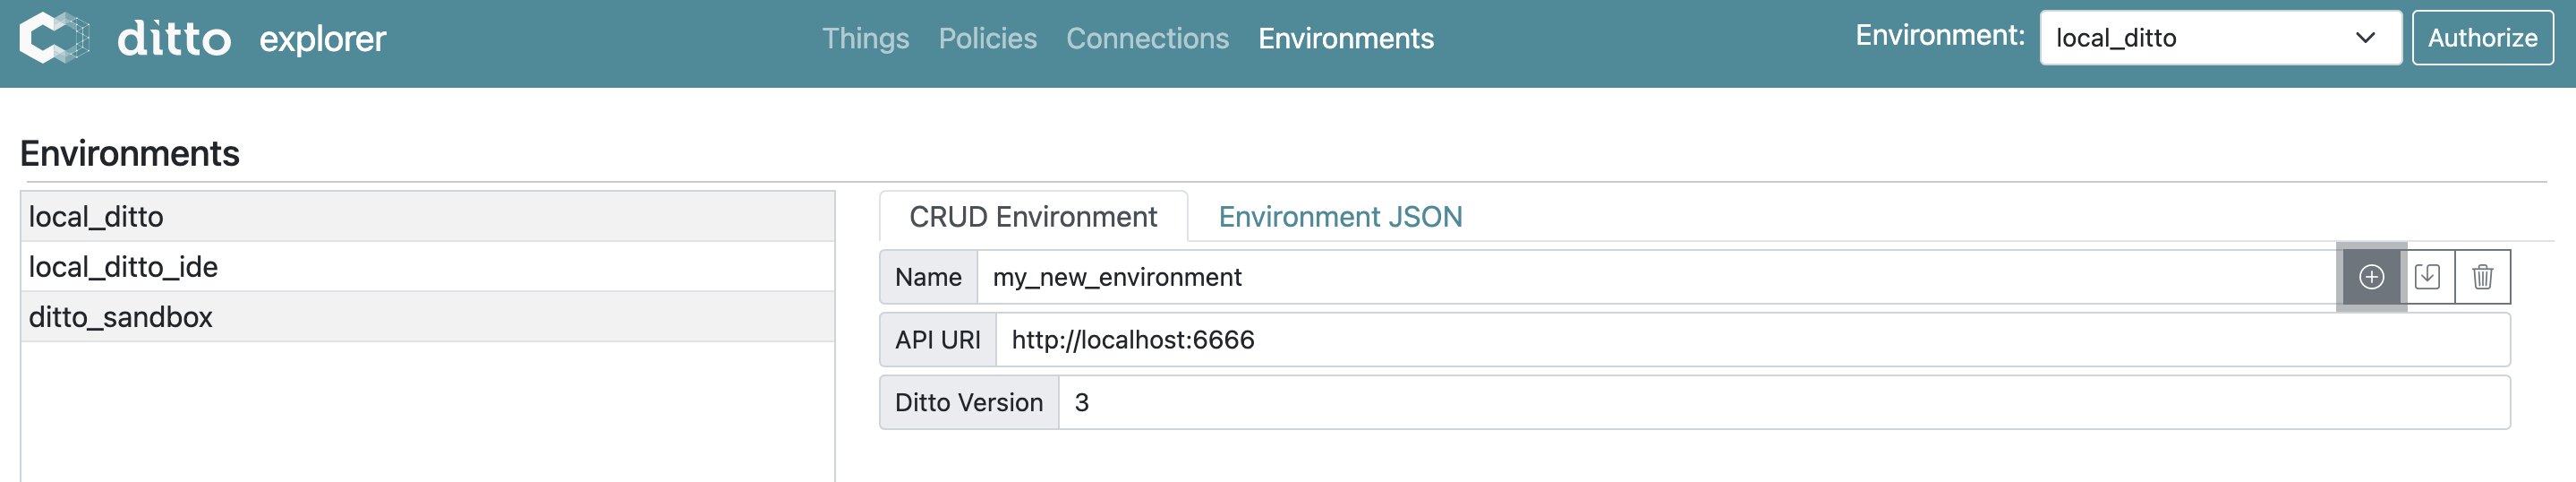 ditto explorer Things Policies Connections Environments Environment: local_ditto Authorize
Environments
local_ditto
local_ditto_ide
ditto_sandbox
CRUD Environment Environment JSON
Name my_new_environment
API URI http://localhost:6666
Ditto Version 3